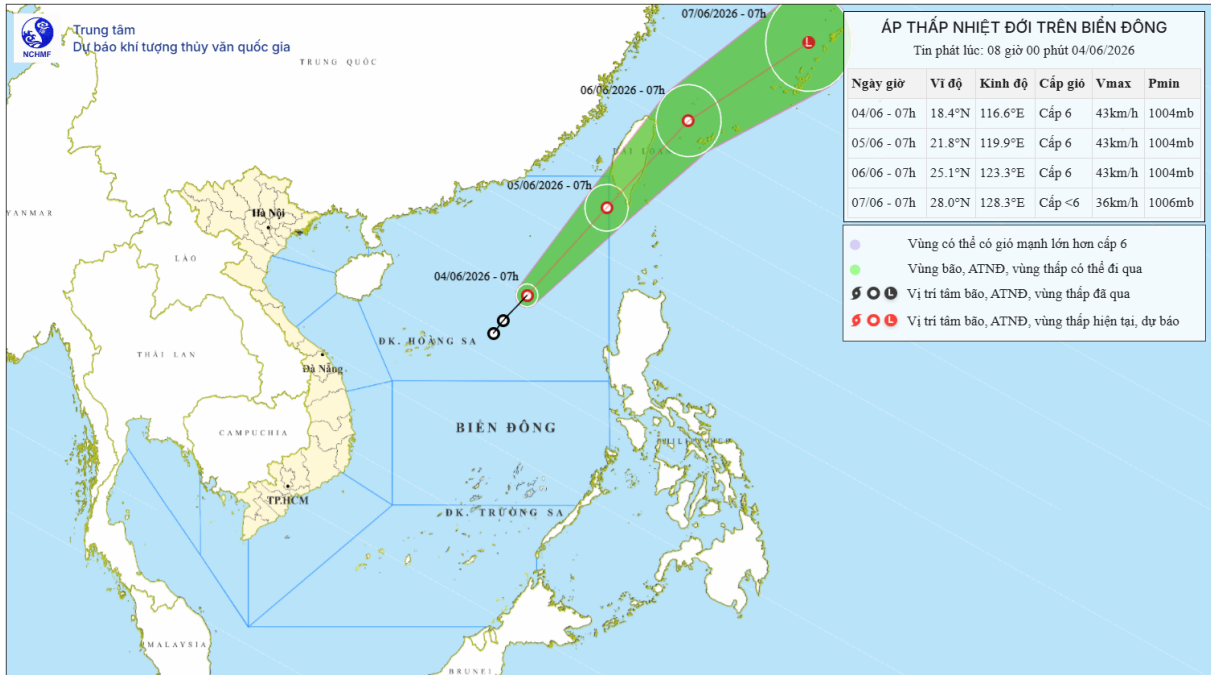 Trung tâm
Dự báo khí tượng thủy văn quốc gia
NCHMF
TRUNG QUỐC
07/06/2026 - 07h
06/06/2026 - 07h
ĐÀI LOAN
05/06/2026 - 07h
04/06/2026 - 07h
Hà Nội
LÀO
THÁI LAN
ĐK. HOÀNG SA
Đà Nẵng
BIỂN ĐÔNG
CAMPUCHIA
TP.HCM
ĐK. TRƯỜNG SA
MALAYSIA
BRUNEI
ÁP THẤP NHIỆT ĐỚI TRÊN BIỂN ĐÔNG
Tin phát lúc: 08 giờ 00 phút 04/06/2026
Ngày giờ Vĩ độ Kinh độ Cấp gió Vmax Pmin
04/06 - 07h 18.4°N 116.6°E Cấp 6 43km/h 1004mb
05/06 - 07h 21.8°N 119.9°E Cấp 6 43km/h 1004mb
06/06 - 07h 25.1°N 123.3°E Cấp 6 43km/h 1004mb
07/06 - 07h 28.0°N 128.3°E Cấp <6 36km/h 1006mb
Vùng có thể có gió mạnh lớn hơn cấp 6
Vùng bão, ATNĐ, vùng thấp có thể đi qua
L Vị trí tâm bão, ATNĐ, vùng thấp đã qua
L Vị trí tâm bão, ATNĐ, vùng thấp hiện tại, dự báo
L
YANMAR